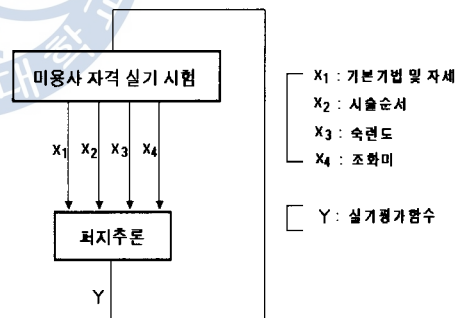 미용사 자격 실기 시험
X1 X2 X3 X4
퍼지추론
Y
X1 : 기본기법 및 자세
X2 : 시술순서
X3 : 숙련도
X4 : 조화미
Y : 실기평가함수